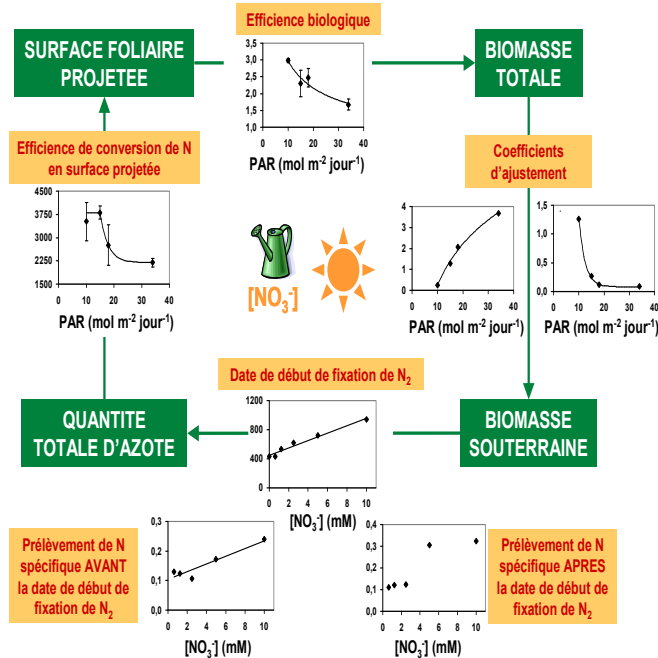 Efficience biologique
SURFACE FOLIAIRE
PROJETEE
BIOMASSE
TOTALE
3,5
3,0
2,5
2,0
1,5
1,0
0 10 20 30 40
PAR (mol m-2 jour-1)
Efficience de conversion de N
en surface projetée
4500
3750
3000
2250
1500
0 10 20 30 40
PAR (mol m-2 jour-1)
[NO3-]
Coefficients
d'ajustement
4
3
2
1
0
0 10 20 30 40
PAR (mol m-2 jour-1)
1,5
1,0
0,5
0,0
0 10 20 30 40
PAR (mol m-2 jour-1)
Date de début de fixation de N2
QUANTITE
TOTALE D'AZOTE
BIOMASSE
SOUTERRAINE
1200
800
400
0
0 2 4 6 8 10
[NO3-] (mM)
Prélèvement de N
spécifique AVANT
la date de début de
fixation de N2
0,3
0,2
0,1
0,0
0 2 4 6 8 10
[NO3-] (mM)
0,4
0,3
0,2
0,1
0,0
0 2 4 6 8 10
[NO3-] (mM)
Prélèvement de N
spécifique APRES
la date de début de
fixation de N2